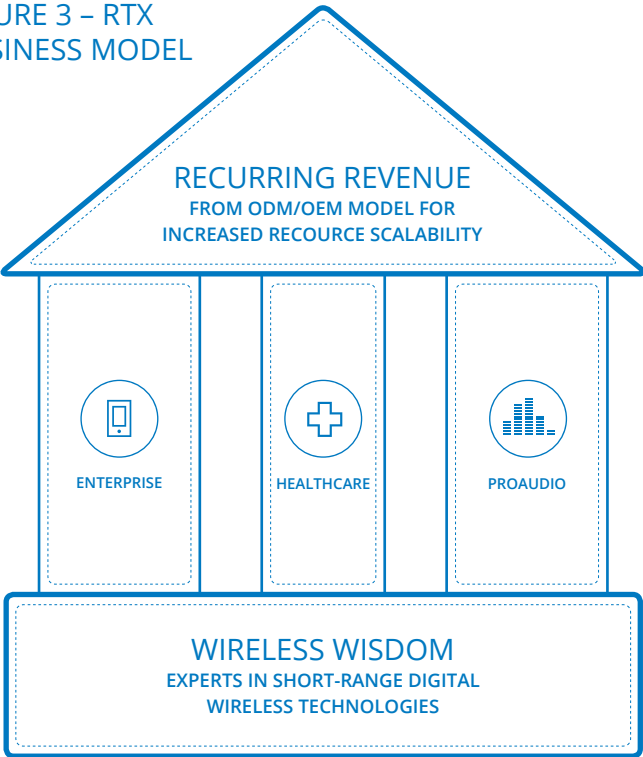 URE 3 – RTX
SINESS MODEL
RECURRING REVENUE
FROM ODM/OEM MODEL FOR
INCREASED RECOURCE SCALABILITY
ENTERPRISE
HEALTHCARE
PROAUDIO
WIRELESS WISDOM
EXPERTS IN SHORT-RANGE DIGITAL
WIRELESS TECHNOLOGIES